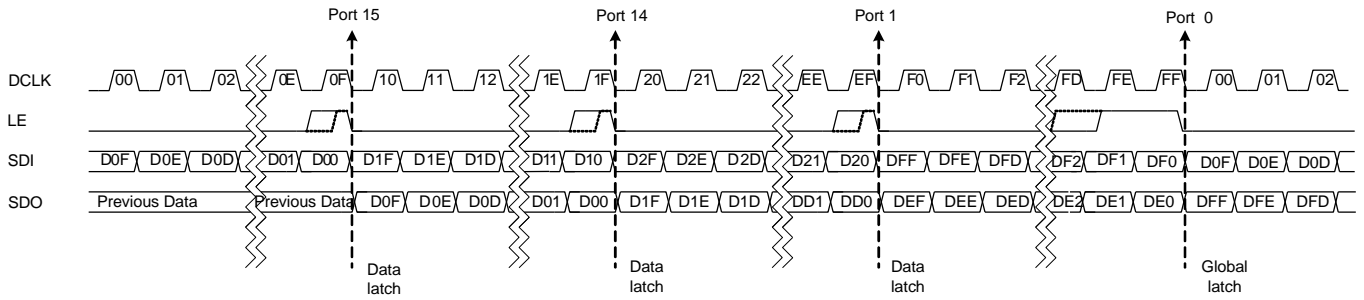 Port 15 Port 14 Port 1 Port 0
DCLK 00 01 02 0E 0F 10 11 12 1E 1F 20 21 22 EE EF F0 F1 F2 FD FE FF 00 01 02
LE
SDI D0F D0E D0D D01 D00 D1F D1E D1D D11 D10 D2F D2E D2D D21 D20 DFF DFE DFD DF2 DF1 DF0 D0F D0E D0D
SDO Previous Data Previous Data D0F D0E D0D D01 D00 D1F D1E D1D DD1 DD0 DEF DEE DED DE2 DE1 DE0 DFF DFE DFD
Data latch Data latch Data latch Global latch